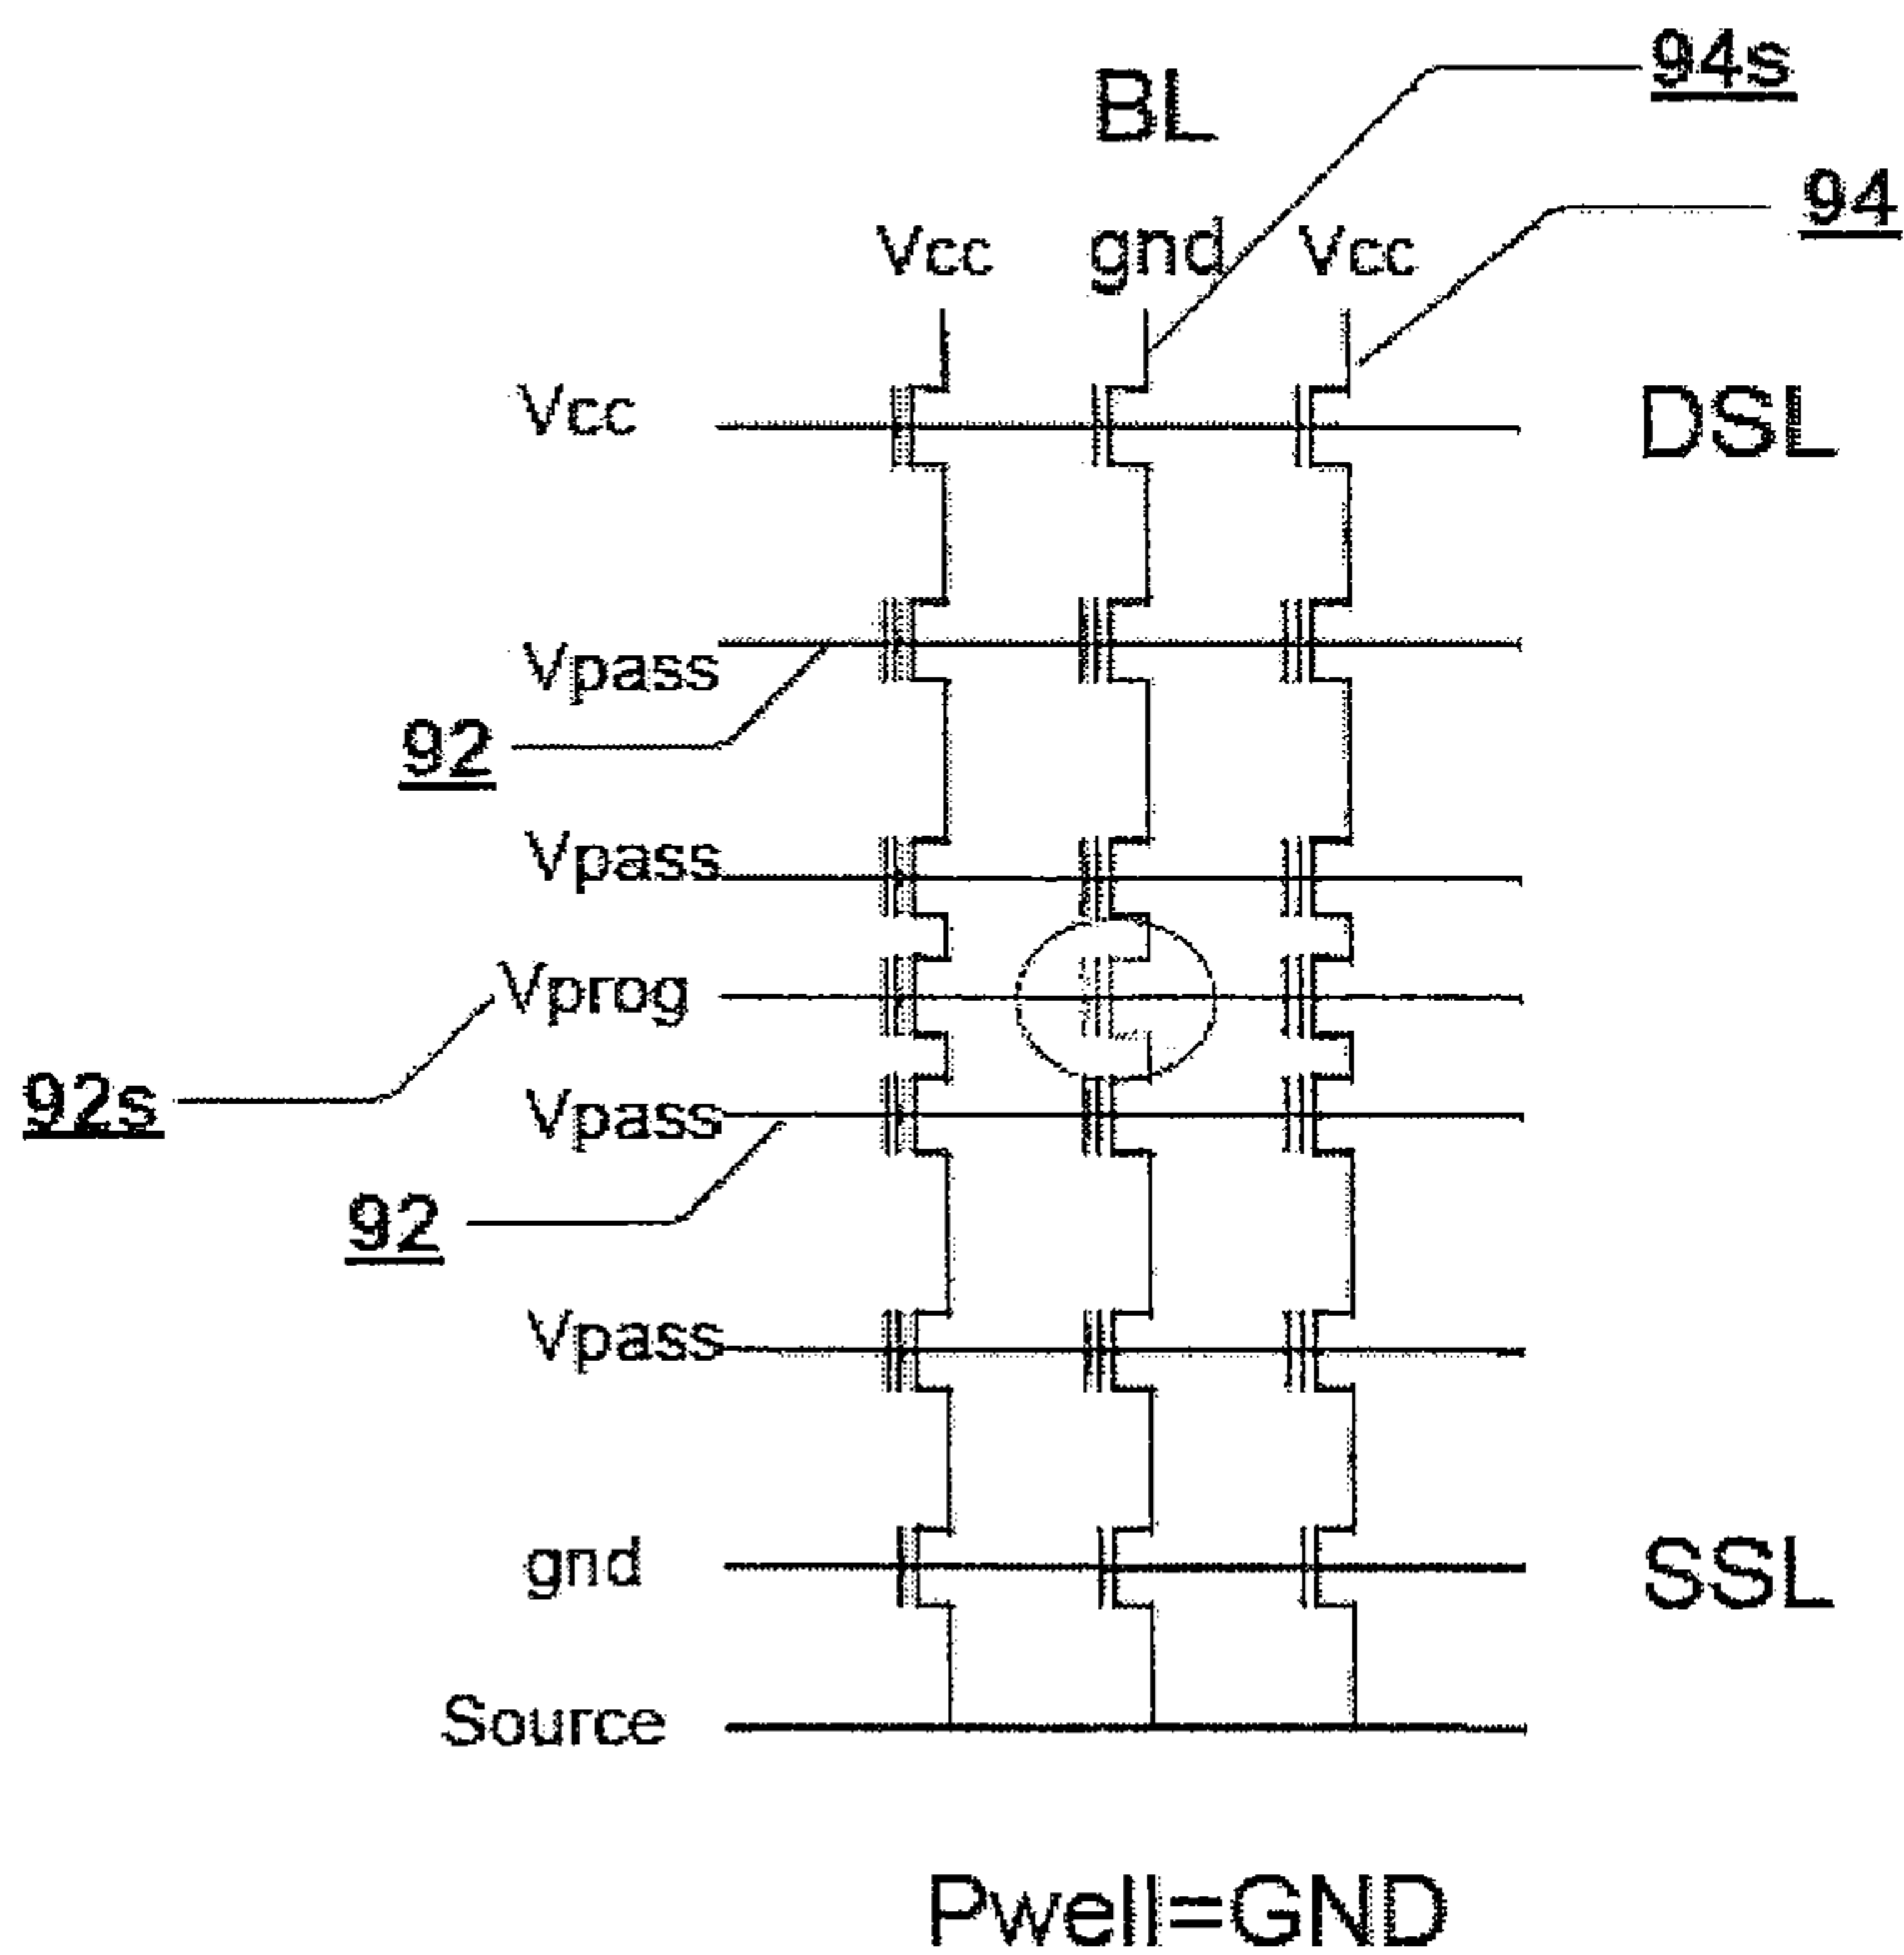 94s
BL
94
Vcc gnd Vcc
Vcc
DSL
Vpass
92
Vpass
Vprog
92s
Vpass
92
Vpass
gnd
SSL
Source
Pwell=GND